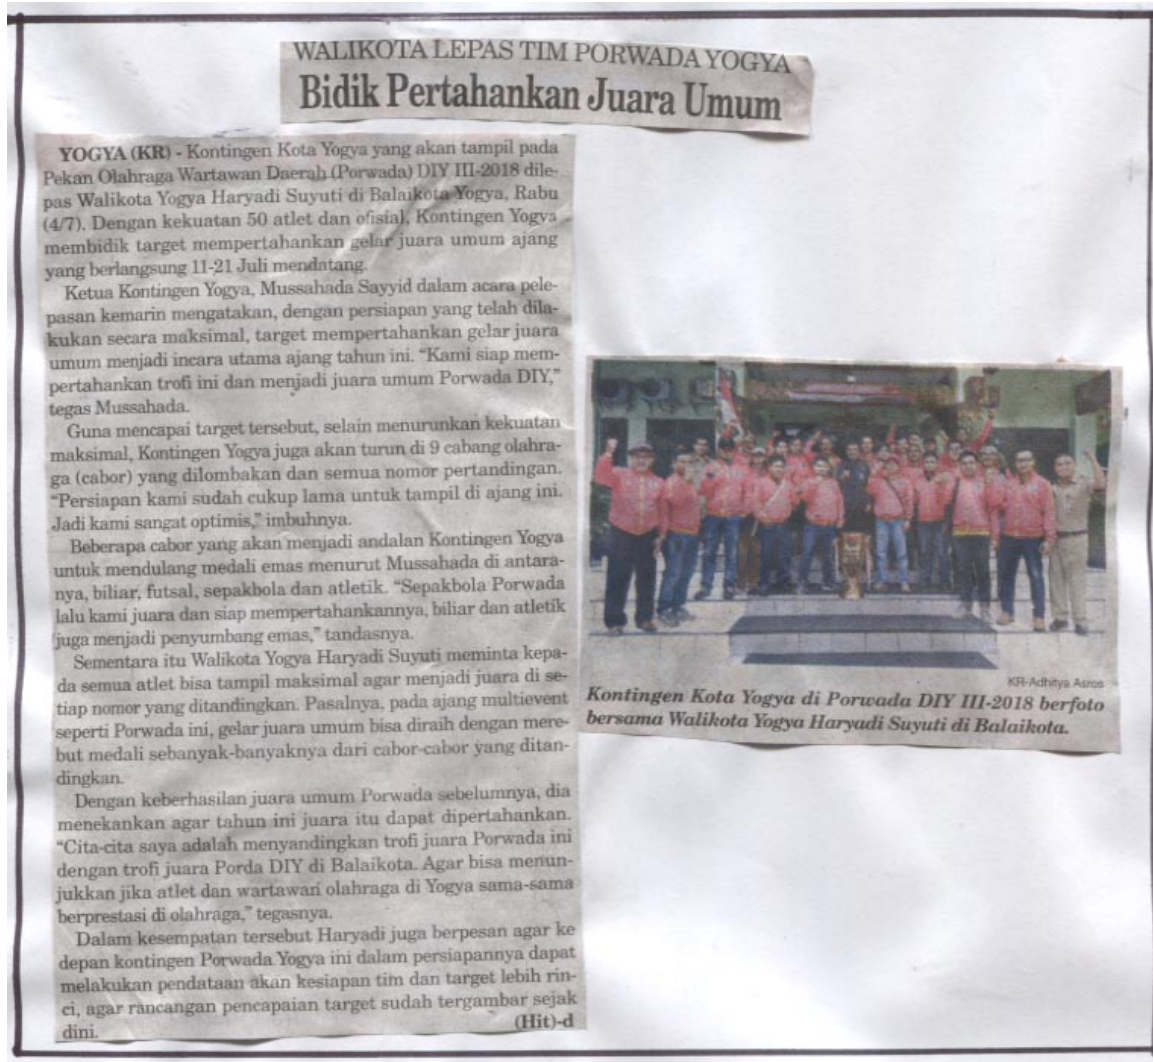 WALIKOTA LEPAS TIM PORWADA YOGYA
Bidik Pertahankan Juara Umum
YOGYA (KR) - Kontingen Kota Yogya yang akan tampil pada
Pekan Olahraga Wartawan Daerah (Porwada) DIY III-2018 dile-
pas Walikota Yogya Haryadi Suyuti di Balaikota Yogya, Rabu
(4/7). Dengan kekuatan 50 atlet dan ofisial, Kontingen Yogya
membidik target mempertahankan gelar juara umum ajang
yang berlangsung 11-21 Juli mendatang.
Ketua Kontingen Yogya, Mussahada Sayyid dalam acara pele-
pasan kemarin mengatakan, dengan persiapan yang telah dila-
kukan secara maksimal, target mempertahankan gelar juara
umum menjadi incara utama ajang tahun ini. “Kami siap mem-
pertahankan trofi ini dan menjadi juara umum Porwada DIY,”
tegas Mussahada.
Guna mencapai target tersebut, selain menurunkan kekuatan
maksimal, Kontingen Yogya juga akan turun di 9 cabang olahra-
ga (cabor) yang dilombakan dan semua nomor pertandingan.
“Persiapan kami sudah cukup lama untuk tampil di ajang ini.
Jadi kami sangat optimis,” imbuhnya.
Beberapa cabor yang akan menjadi andalan Kontingen Yogya
untuk mendulang medali emas menurut Mussahada di antara-
nya, biliar, futsal, sepakbola dan atletik. “Sepakbola Porwada
lalu kami juara dan siap mempertahankannya, biliar dan atletik
juga menjadi penyumbang emas,” tandasnya.
Sementara itu Walikota Yogya Haryadi Suyuti meminta kepa-
da semua atlet bisa tampil maksimal agar menjadi juara di se-
tiap nomor yang ditandingkan. Pasalnya, pada ajang multievent
seperti Porwada ini, gelar juara umum bisa diraih dengan mere-
but medali sebanyak-banyaknya dari cabor-cabor yang ditan-
dingkan.
Dengan keberhasilan juara umum Porwada sebelumnya, dia
menekankan agar tahun ini juara itu dapat dipertahankan.
“Cita-cita saya adalah menyandingkan trofi juara Porwada ini
dengan trofi juara Porda DIY di Balaikota. Agar bisa menun-
jukkan jika atlet dan wartawan olahraga di Yogya sama-sama
berprestasi di olahraga,” tegasnya.
Dalam kesempatan tersebut Haryadi juga berpesan agar ke
depan kontingen Porwada Yogya ini dalam persiapannya dapat
melakukan pendataan akan kesiapan tim dan target lebih rin-
ci, agar rancangan pencapaian target sudah tergambar sejak
dini. (Hit)-d
KR-Adhitya Asros
Kontingen Kota Yogya di Porwada DIY III-2018 berfoto
bersama Walikota Yogya Haryadi Suyuti di Balaikota.